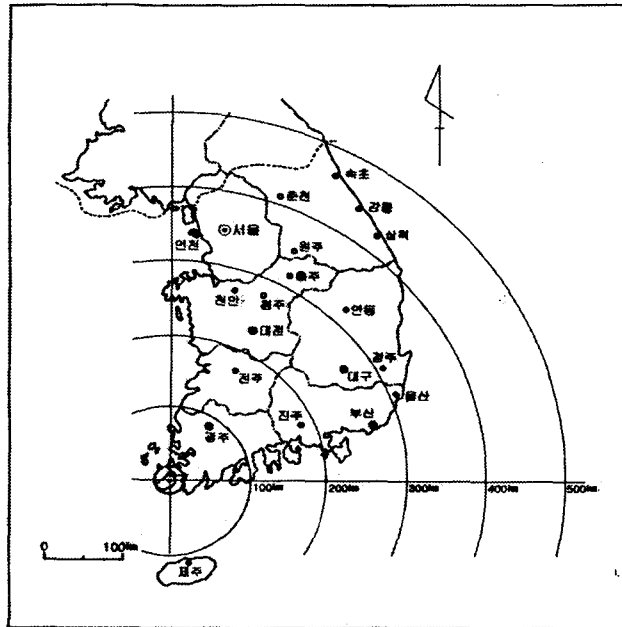 속초
춘천
강릉
서울
삼척
인천
원주
충주
천안
청주
안동
대전
경주
전주
대구
울산
진주
부산
광주
100km
200km
300km
400km
500km
0
100km
제주